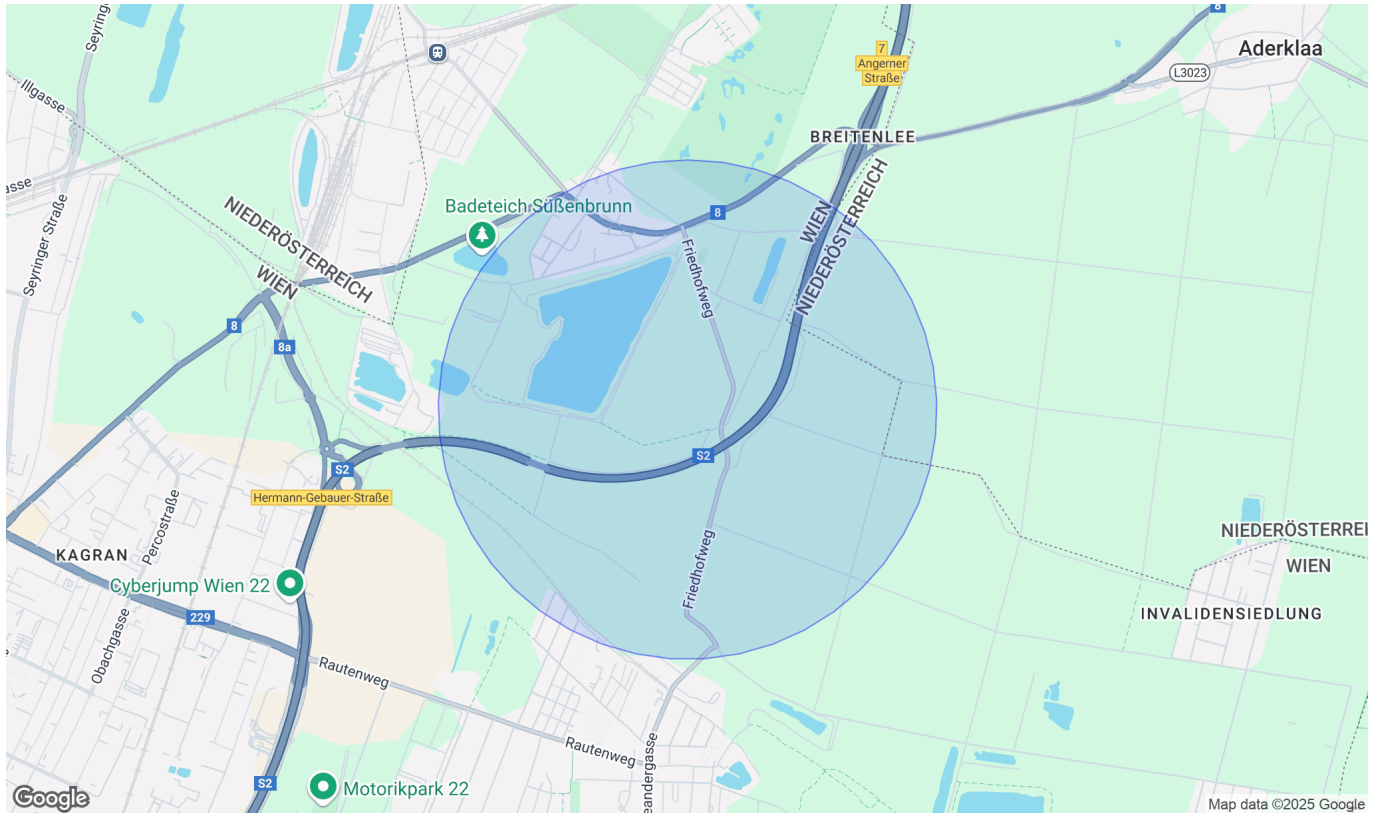 8
Aderklaa
7
Angerner
Straße
L3023
Illgasse
BREITENLEE
NIEDERÖSTERREICH
WIEN
Badeteich Süßenbrunn
8
WIEN
NIEDERÖSTERREICH
Seyringer Straße
Friedhofweg
8
8a
S2
S2
Hermann-Gebauer-Straße
Percostraße
KAGRAN
NIEDERÖSTERREI
WIEN
Cyberjump Wien 22
229
Friedhofweg
INVALIDENSIEDLUNG
Obachgasse
Rautenweg
Rautenweg
S2
Motorikpark 22
Google
Map data ©2025 Google